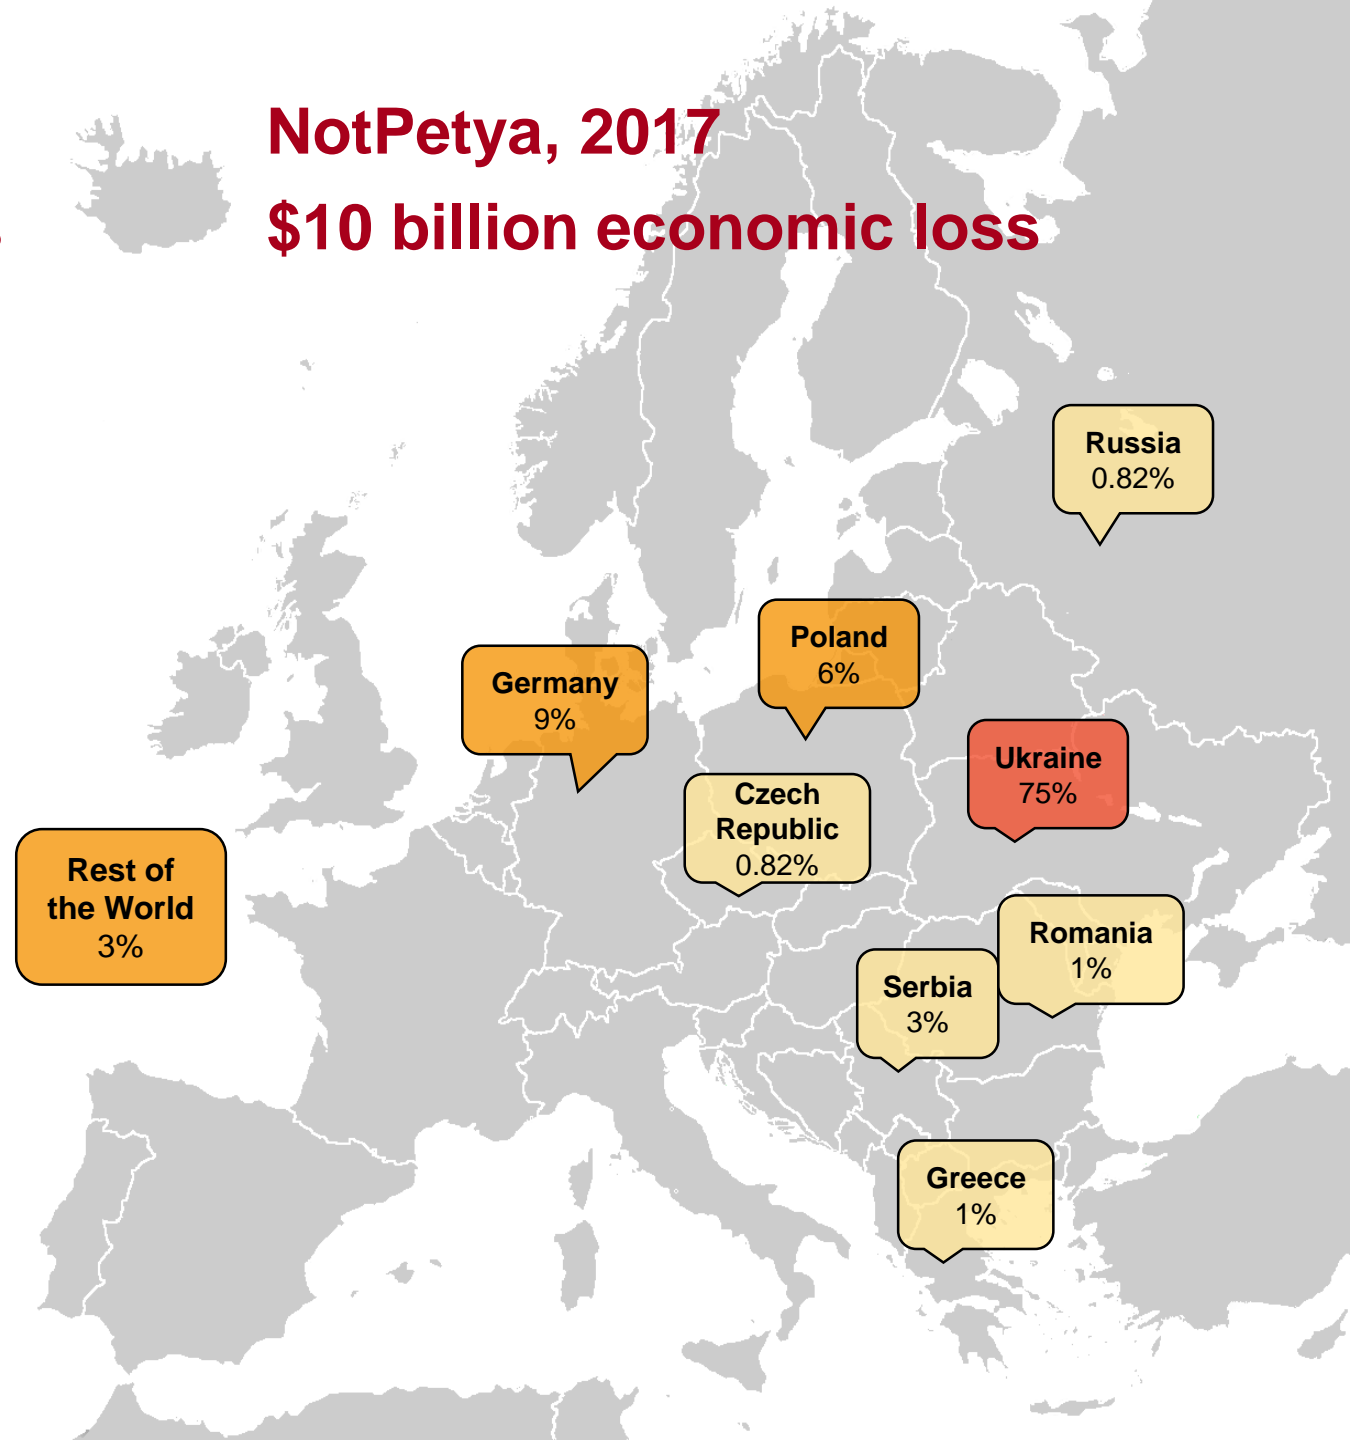 NotPetya, 2017
$10 billion economic loss
Russia
0.82%
Poland
6%
Germany
9%
Ukraine
75%
Czech
Republic
0.82%
Rest of
the World
3%
Romania
1%
Serbia
3%
Greece
1%